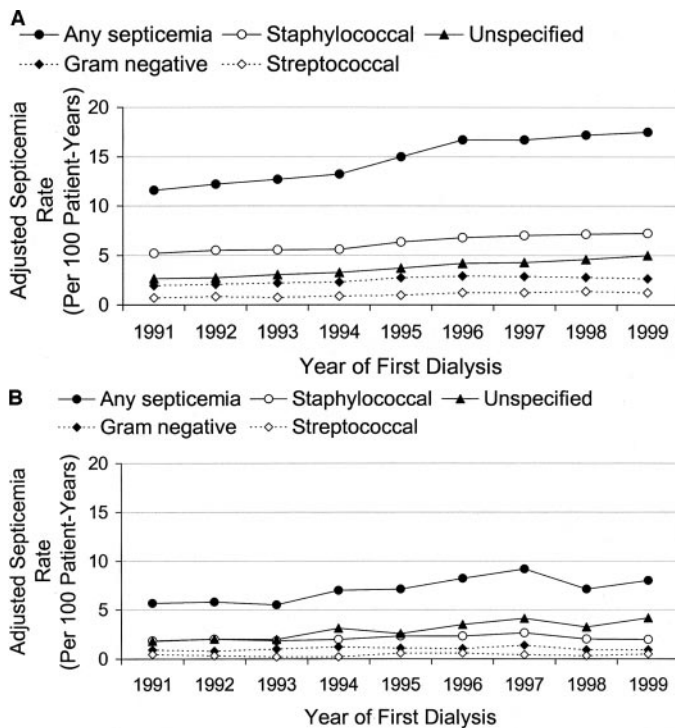 A
Any septicemia Staphylococcal Unspecified
Gram negative Streptococcal
Adjusted Septicemia
Rate
(Per 100 Patient-Years)
20
15
10
5
0
1991 1992 1993 1994 1995 1996 1997 1998 1999
Year of First Dialysis
B
Any septicemia Staphylococcal Unspecified
Gram negative Streptococcal
Adjusted Septicemia
Rate
(Per 100 Patient-Years)
20
15
10
5
0
1991 1992 1993 1994 1995 1996 1997 1998 1999
Year of First Dialysis